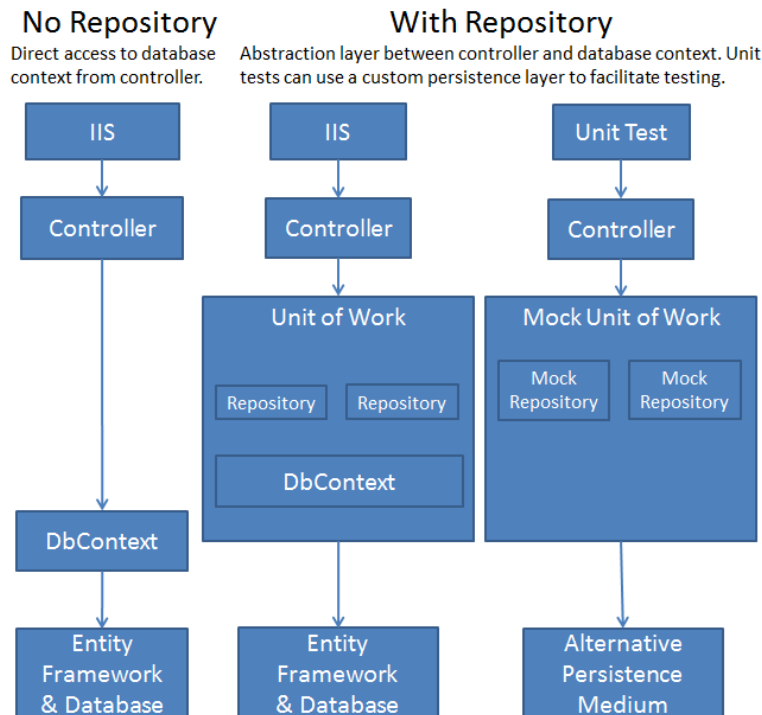 No Repository
Direct access to database
context from controller.
IIS
Controller
DbContext
Entity
Framework
& Database
With Repository
Abstraction layer between controller and database context. Unit
tests can use a custom persistence layer to facilitate testing.
IIS
Controller
Unit of Work
Repository
Repository
DbContext
Entity
Framework
& Database
Unit Test
Controller
Mock Unit of Work
Mock
Repository
Mock
Repository
Alternative
Persistence
Medium